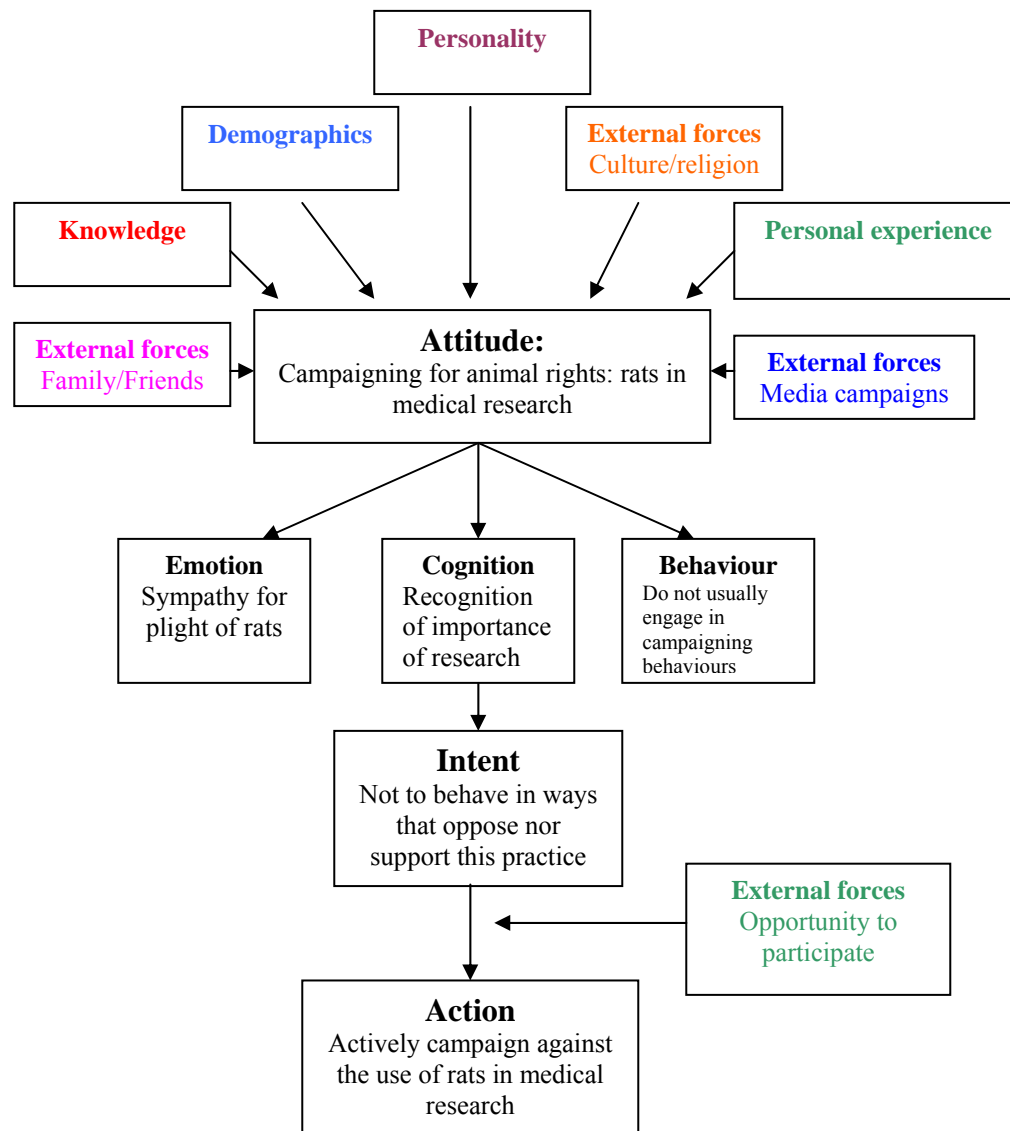 Personality
Demographics
External forces
Culture/religion
Knowledge
Personal experience
External forces
Family/Friends
Attitude:
Campaigning for animal rights: rats in
medical research
External forces
Media campaigns
Emotion
Sympathy for
plight of rats
Cognition
Recognition
of importance
of research
Behaviour
Do not usually
engage in
campaigning
behaviours
Intent
Not to behave in ways
that oppose nor
support this practice
External forces
Opportunity to
participate
Action
Actively campaign against
the use of rats in medical
research